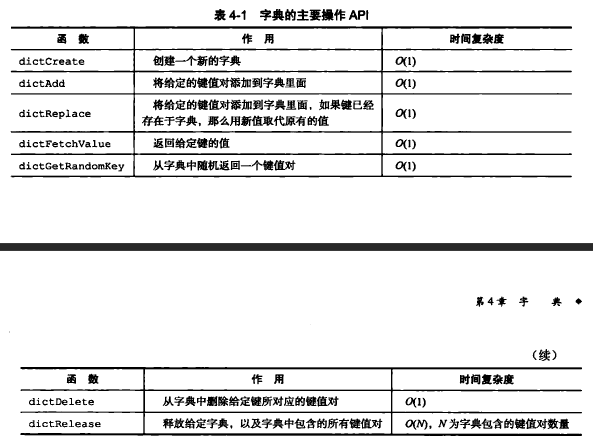 表 4-1 字典的主要操作 API
函 数 作 用 时间复杂度
dictCreate 创建一个新的字典 O(1)
dictAdd 将给定的键值对添加到字典里面 O(1)
将给定的键值对添加到字典里面，如果键已经
dictReplace O(1)
存在于字典，那么用新值取代原有的值
dictFetchValue 返回给定键的值 O(1)
dictGetRandomKey 从字典中随机返回一个键值对 O(1)
第 4 章 字 典 ◆
（续）
函 数 作 用 时间复杂度
dictDelete 从字典中删除给定键所对应的键值对 O(1)
dictRelease 释放给定字典，以及字典中包含的所有键值对 O(N)，N 为字典包含的键值对数量